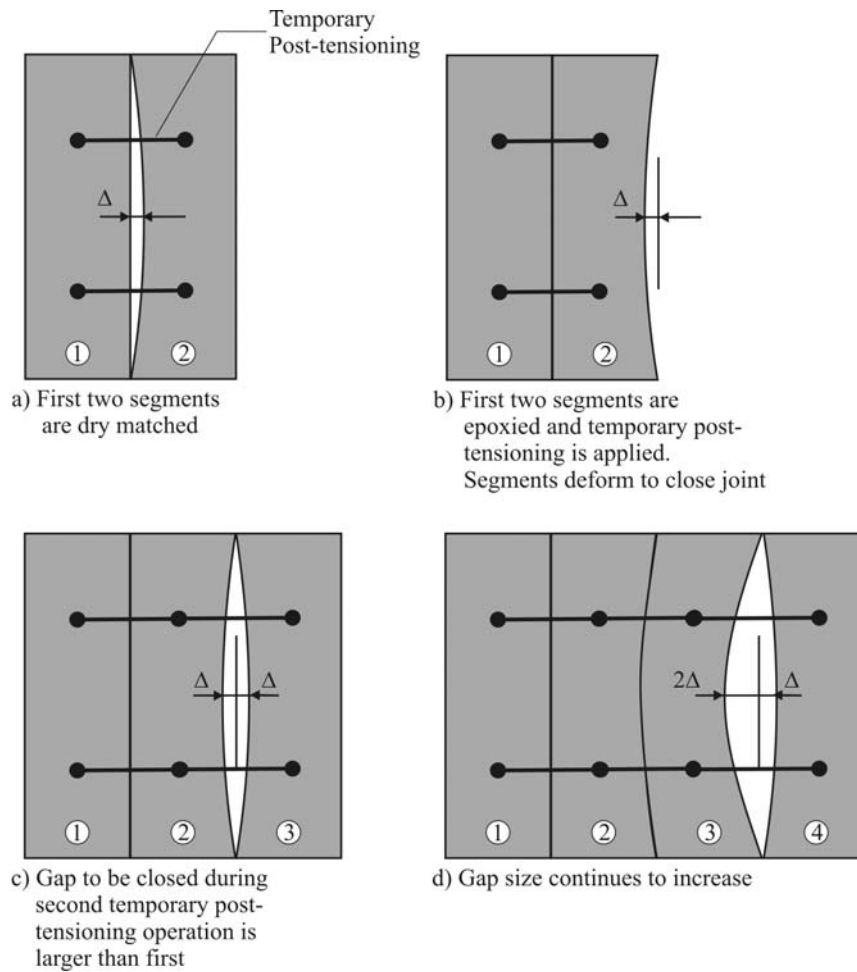 Temporary
Post-tensioning
Δ
① ②
a) First two segments
are dry matched
Δ
① ②
b) First two segments are
epoxied and temporary post-
tensioning is applied.
Segments deform to close joint
Δ Δ
① ② ③
c) Gap to be closed during
second temporary post-
tensioning operation is
larger than first
2Δ Δ
① ② ③ ④
d) Gap size continues to increase